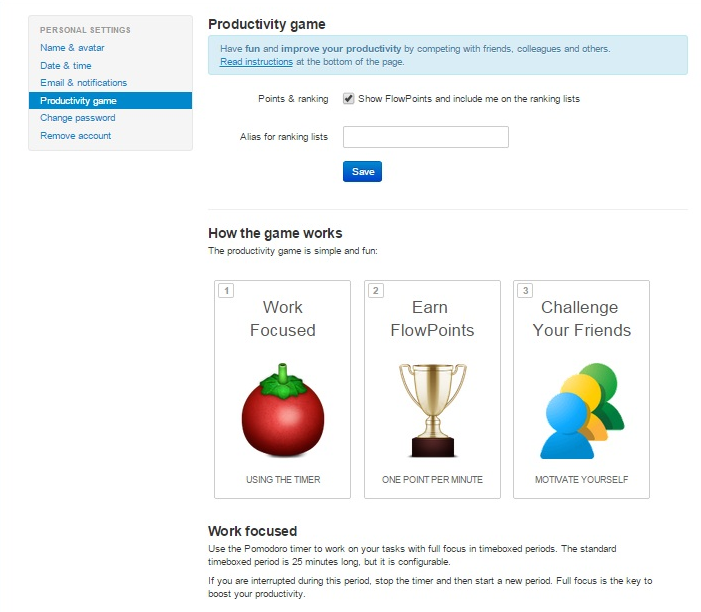 PERSONAL SETTINGS
Name & avatar
Date & time
Email & notifications
Productivity game
Change password
Remove account
Productivity game
Have fun and improve your productivity by competing with friends, colleagues and others.
Read instructions at the bottom of the page.
Points & ranking
Show FlowPoints and include me on the ranking lists
Alias for ranking lists
Save
How the game works
The productivity game is simple and fun:
1
Work
Focused
USING THE TIMER
2
Earn
FlowPoints
ONE POINT PER MINUTE
3
Challenge
Your Friends
MOTIVATE YOURSELF
Work focused
Use the Pomodoro timer to work on your tasks with full focus in timeboxed periods. The standard
timeboxed period is 25 minutes long, but it is configurable.
If you are interrupted during this period, stop the timer and then start a new period. Full focus is the key to
boost your productivity.